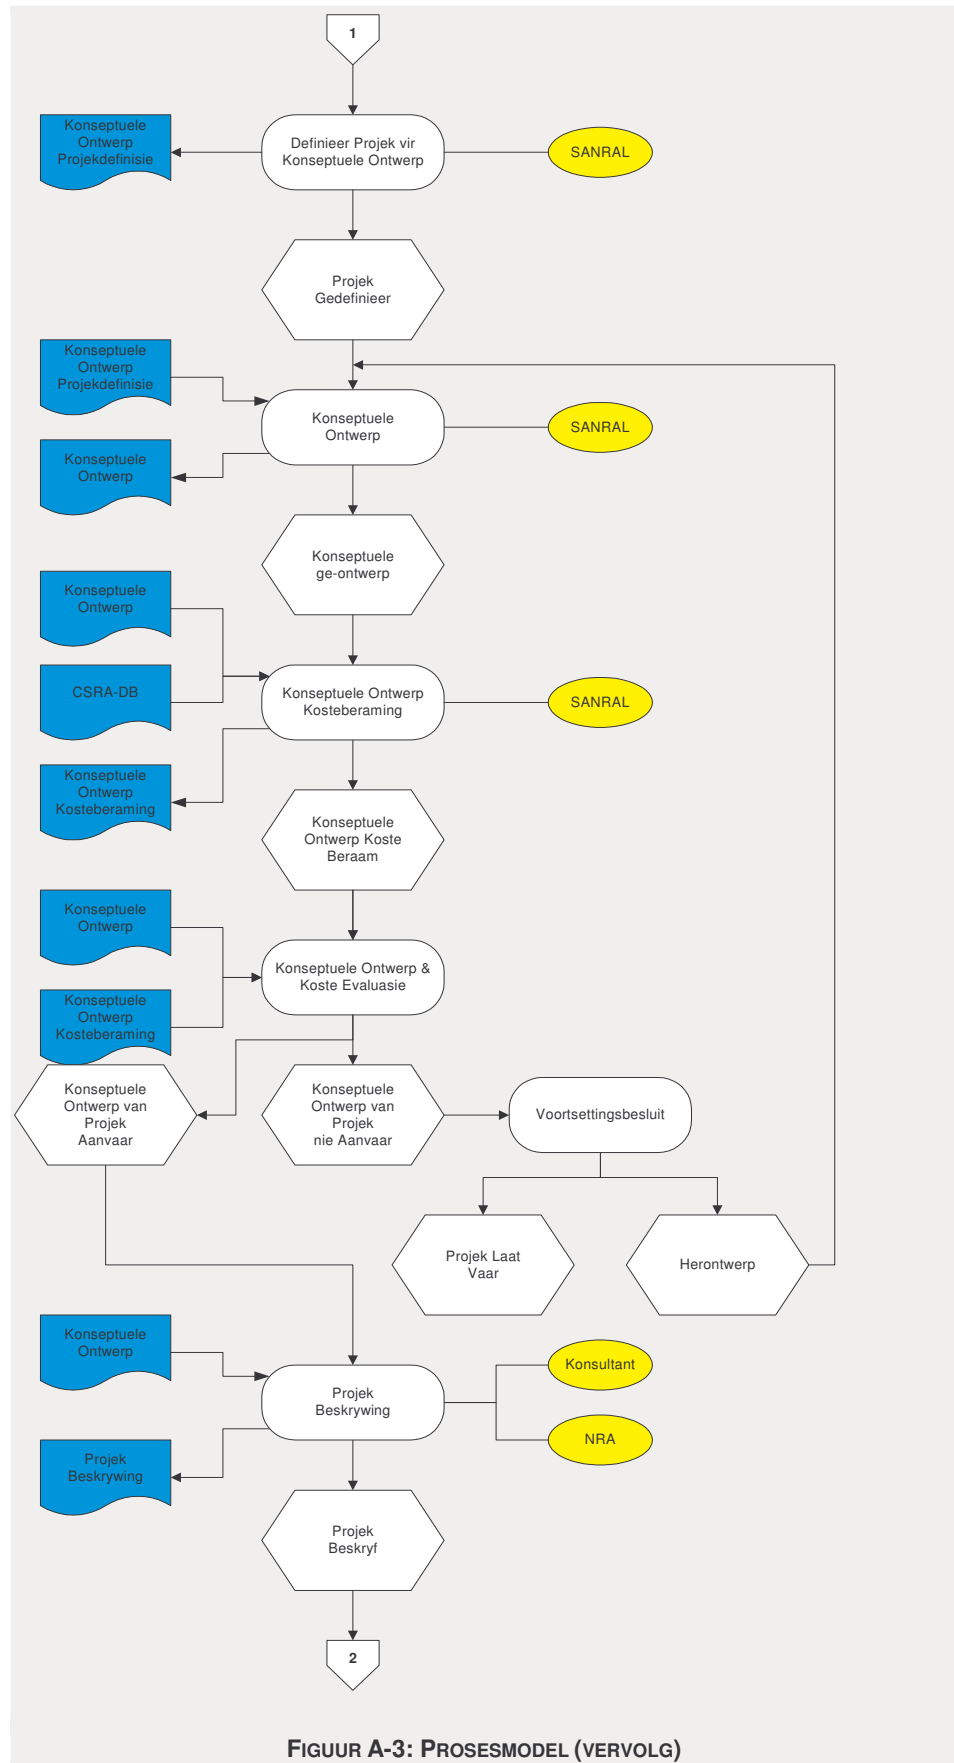 1
Konseptuele
Ontwerp
Projekdefinisie
Definieer Projek vir
Konseptuele Ontwerp
SANRAL
Projek
Gedefinieer
Konseptuele
Ontwerp
Projekdefinisie
Konseptuele
Ontwerp
SANRAL
Konseptuele
Ontwerp
Konseptuele
ge-ontwerp
Konseptuele
Ontwerp
CSRA-DB
Konseptuele Ontwerp
Kosteberaming
SANRAL
Konseptuele
Ontwerp
Kosteberaming
Konseptuele
Ontwerp Koste
Beraam
Konseptuele
Ontwerp
Konseptuele Ontwerp &
Koste Evaluasie
Konseptuele
Ontwerp
Kosteberaming
Konseptuele
Ontwerp van
Projek
Aanvaar
Konseptuele
Ontwerp van
Projek
nie Aanvaar
Voortsettingsbesluit
Projek Laat
Vaar
Herontwerp
Konseptuele
Ontwerp
Konsultant
Projek
Beskrywing
NRA
Projek
Beskrywing
Projek
Beskryf
2
FIGUUR A-3: PROSESMODEL (VERVOLG)